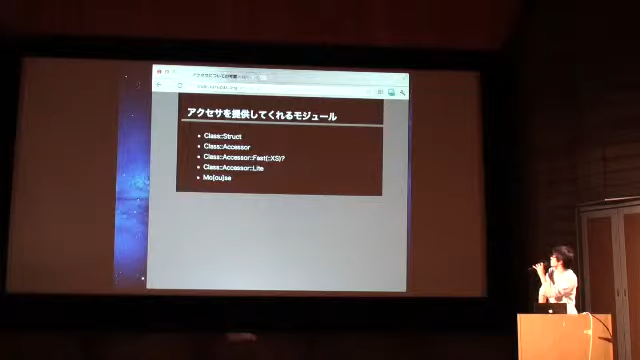 アクセサを提供してくれるモジュール
Class::Struct
Class::Accessor
Class::Accessor::Fast(::XS)?
Class::Accessor::Lite
Mo[ou]se